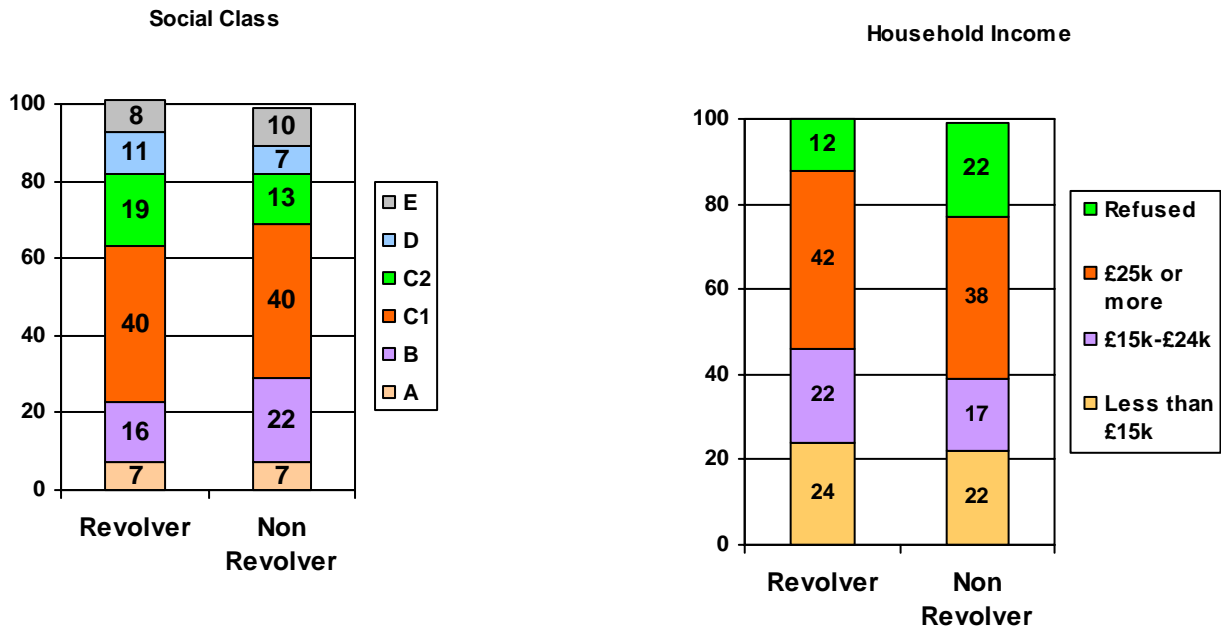 Social Class
100
80
60
40
20
0
8
11
19
40
16
7
10
7
13
40
22
7
Revolver
Non
Revolver
E
D
C2
C1
B
A
Household Income
100
80
60
40
20
0
12
42
22
24
22
38
17
22
Revolver
Non
Revolver
Refused
£25k or
more
£15k-£24k
Less than
£15k